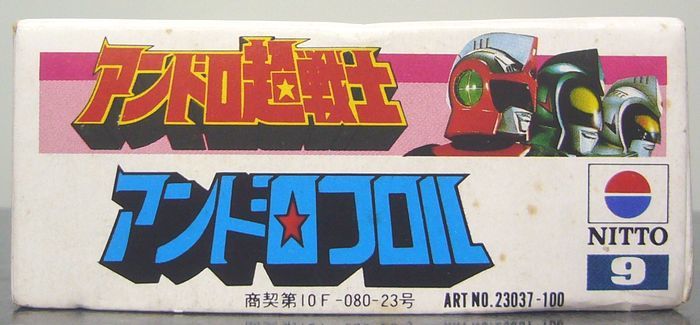 アンドロ超戦士
アンドロフロル
NITTO
9
商契第10F-080-23号
ART NO.23037-100